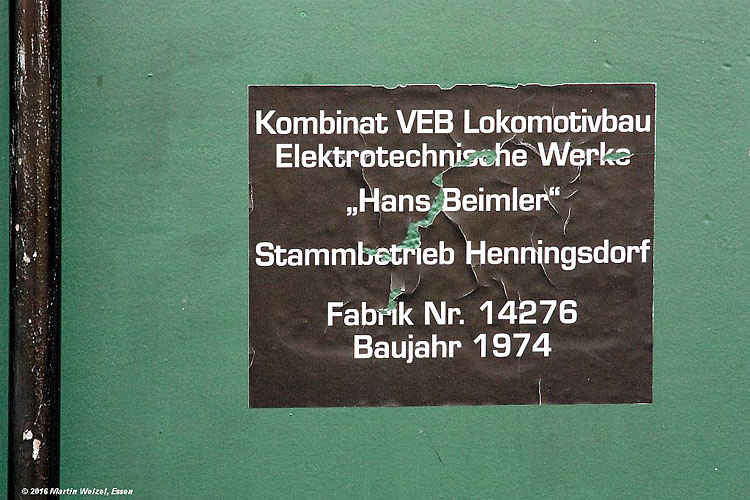 Kombinat VEB Lokomotivbau
Elektrotechnische Werke
„Hans Beimler“
Stammbetrieb Henningsdorf
Fabrik Nr. 14276
Baujahr 1974
© 2016 Martin Welzel, Essen